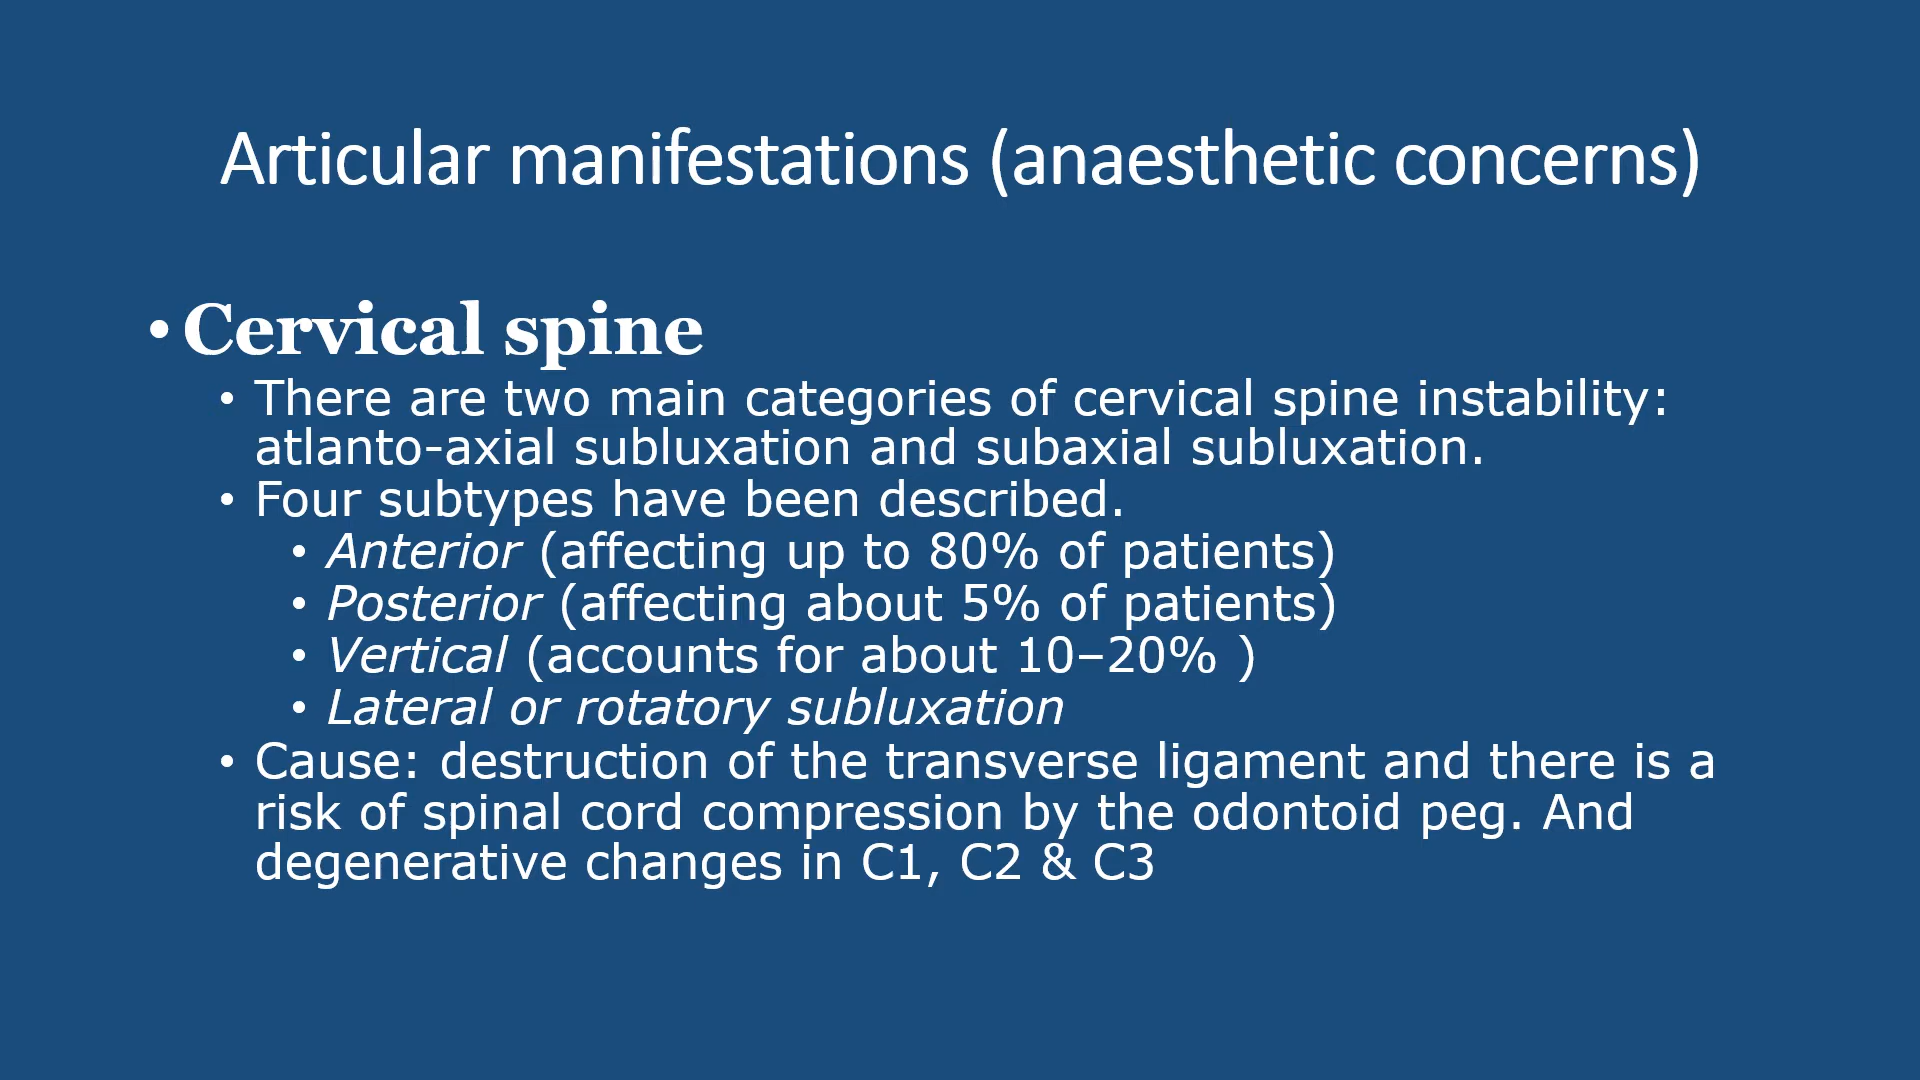 Articular manifestations (anaesthetic concerns)
• Cervical spine
• There are two main categories of cervical spine instability:
atlanto-axial subluxation and subaxial subluxation.
• Four subtypes have been described.
• Anterior (affecting up to 80% of patients)
• Posterior (affecting about 5% of patients)
• Vertical (accounts for about 10–20% )
• Lateral or rotatory subluxation
• Cause: destruction of the transverse ligament and there is a
risk of spinal cord compression by the odontoid peg. And
degenerative changes in C1, C2 & C3